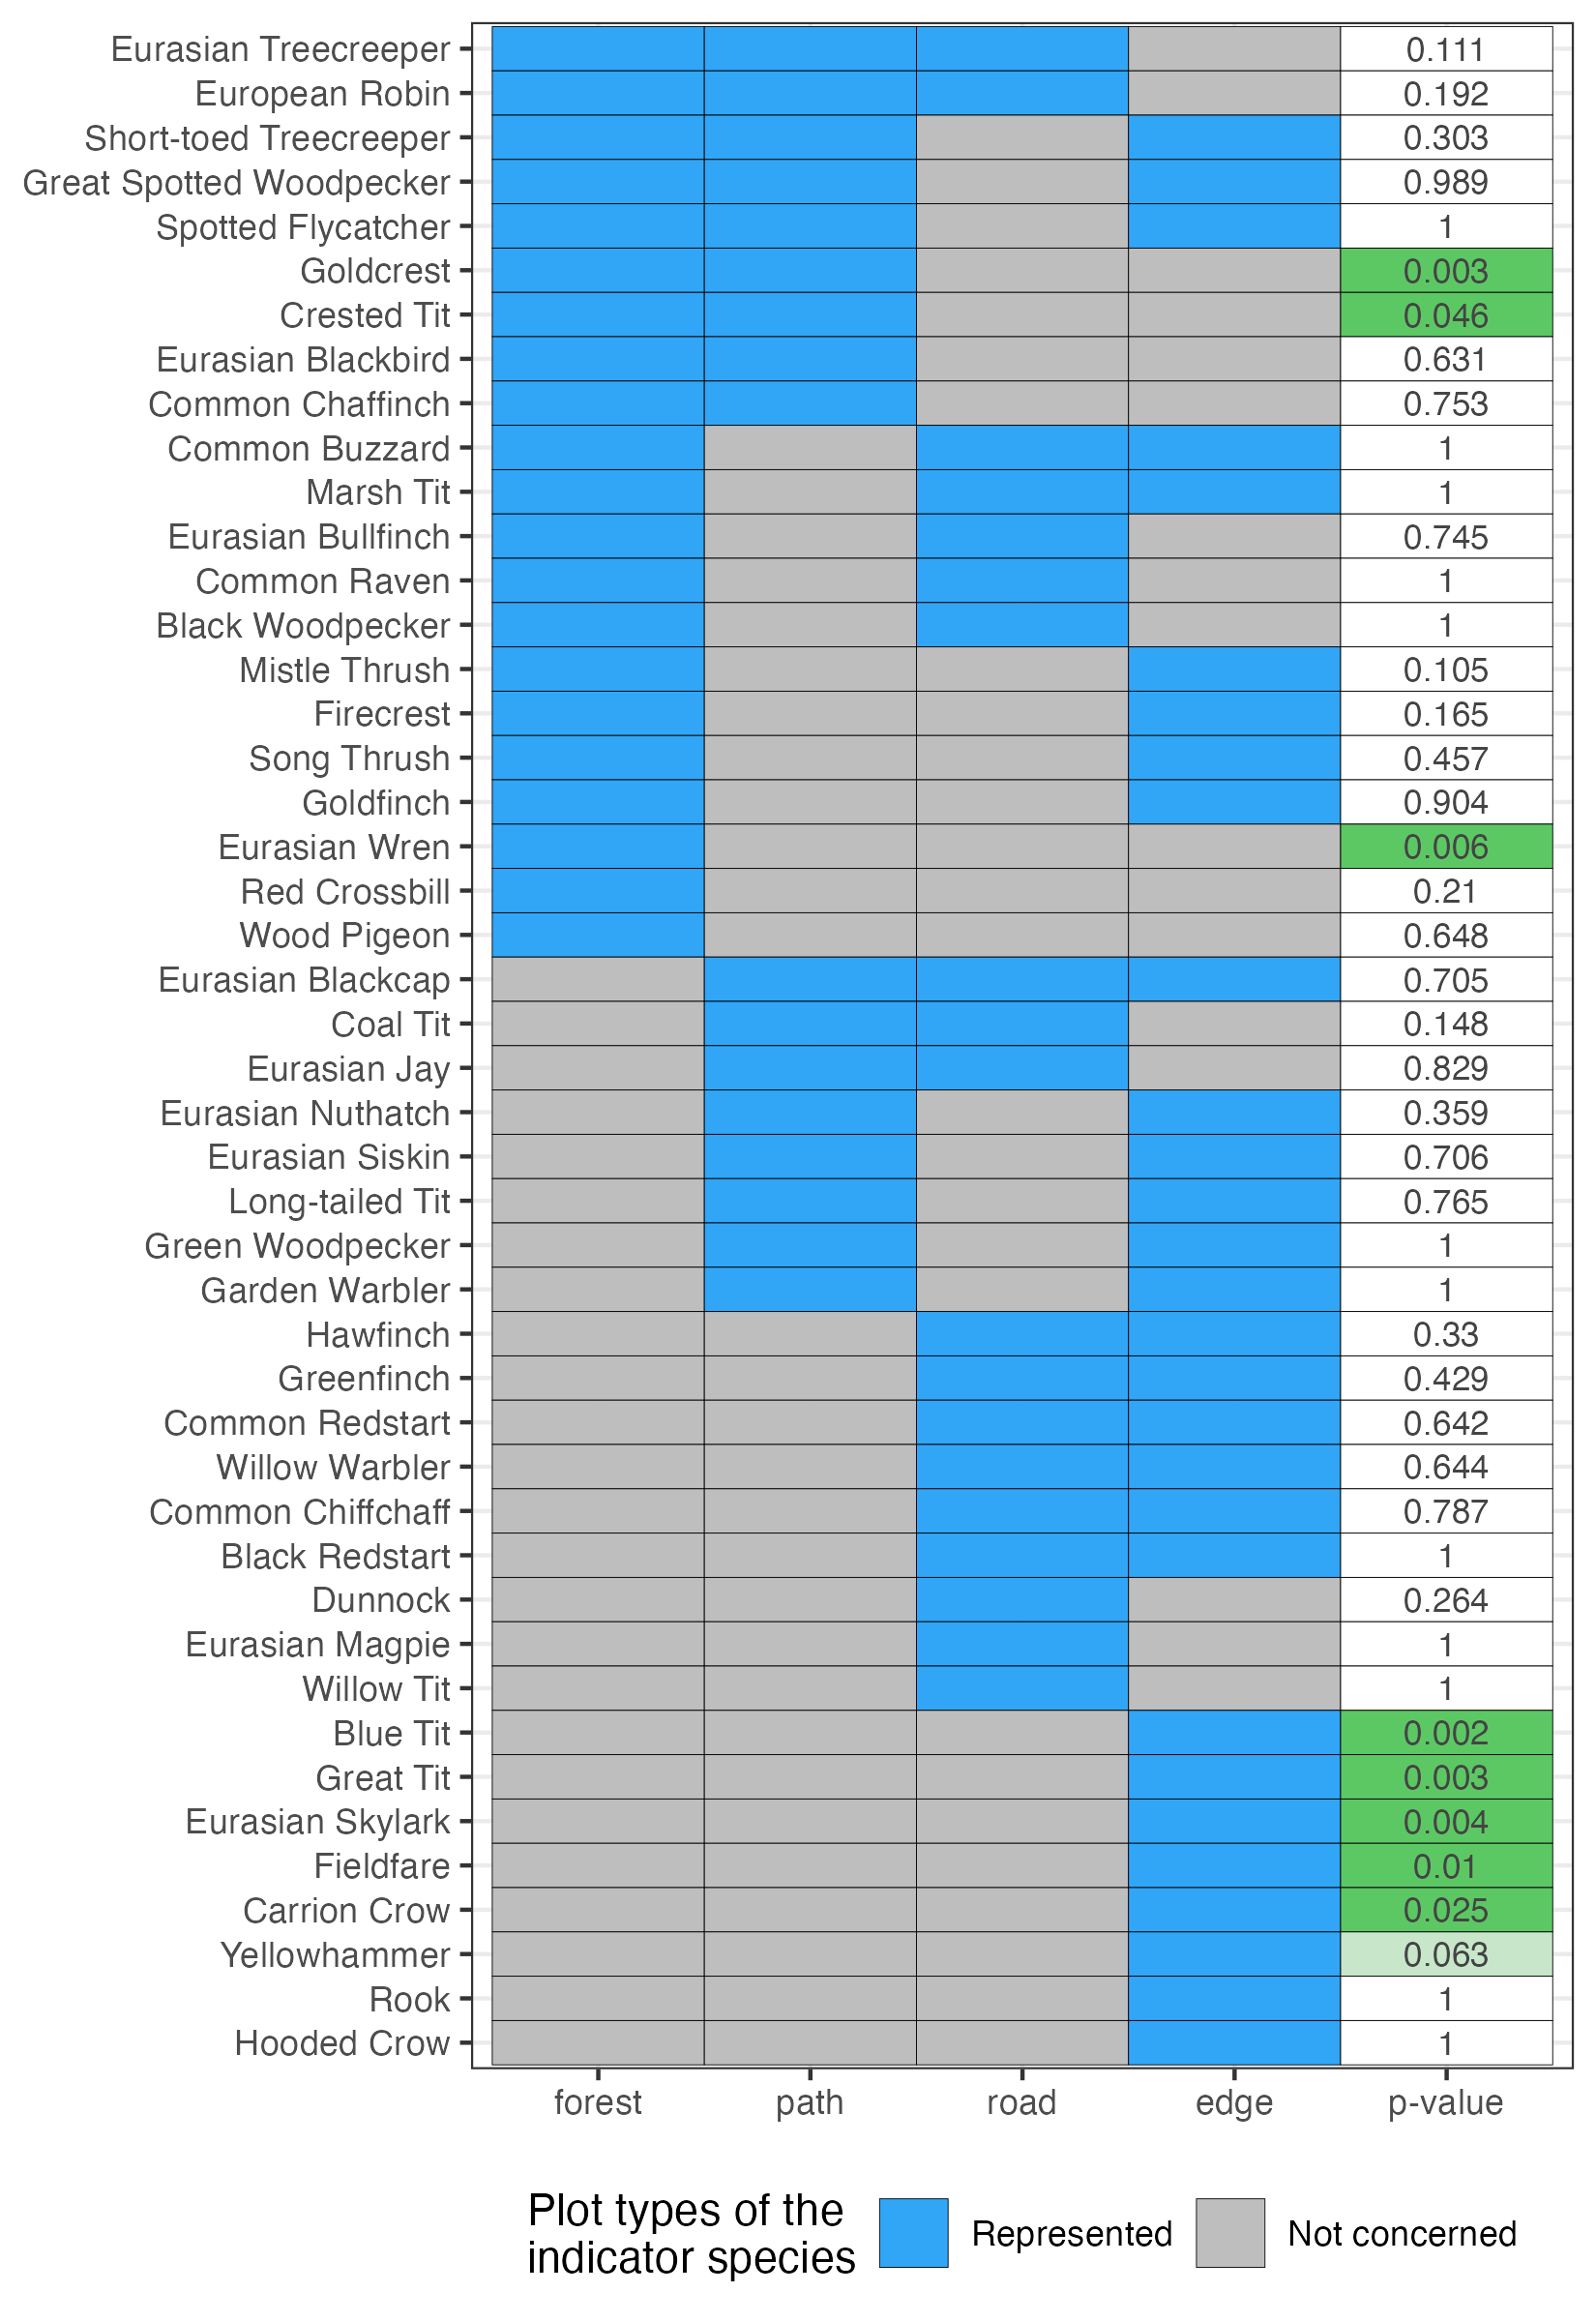 Eurasian Treecreeper 0.111
European Robin 0.192
Short-toed Treecreeper 0.303
Great Spotted Woodpecker 0.989
Spotted Flycatcher 1
Goldcrest 0.003
Crested Tit 0.046
Eurasian Blackbird 0.631
Common Chaffinch 0.753
Common Buzzard 1
Marsh Tit 1
Eurasian Bullfinch 0.745
Common Raven 1
Black Woodpecker 1
Mistle Thrush 0.105
Firecrest 0.165
Song Thrush 0.457
Goldfinch 0.904
Eurasian Wren 0.006
Red Crossbill 0.21
Wood Pigeon 0.648
Eurasian Blackcap 0.705
Coal Tit 0.148
Eurasian Jay 0.829
Eurasian Nuthatch 0.359
Eurasian Siskin 0.706
Long-tailed Tit 0.765
Green Woodpecker 1
Garden Warbler 1
Hawfinch 0.33
Greenfinch 0.429
Common Redstart 0.642
Willow Warbler 0.644
Common Chiffchaff 0.787
Black Redstart 1
Dunnock 0.264
Eurasian Magpie 1
Willow Tit 1
Blue Tit 0.002
Great Tit 0.003
Eurasian Skylark 0.004
Fieldfare 0.01
Carrion Crow 0.025
Yellowhammer 0.063
Rook 1
Hooded Crow 1
forest path road edge p-value
Plot types of the
indicator species Represented Not concerned